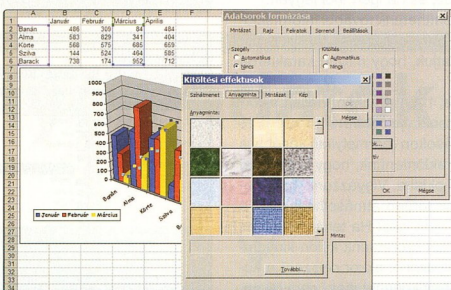 A B C D E F
1 Január Február Március Április
2 Banán 486 309 84 484
3 Alma 583 829 341 404
4 Körte 568 575 685 659
5 Szilva 144 524 464 585
6 Barack 738 174 952 712
7
8
9
10
11
12
13
14
15
16
17
18
19
20
21
22
23
24
25
26
27
28
29
30
31
32
33
34
1000
900
800
700
600
500
400
300
200
100
0
Banán
Alma
Körte
Szilva
Január Február Március
Adatsorok formázása
Mintázat Rajz Feliratok Sorrend Beállítások
Szegély
Automatikus
Nincs
Kitöltés
Automatikus
Nincs
OK Mégse
Kitöltési effektusok
Színátmenet Anyagminta Mintázat Kép
Anyagminta:
OK
Mégse
Minta:
További...